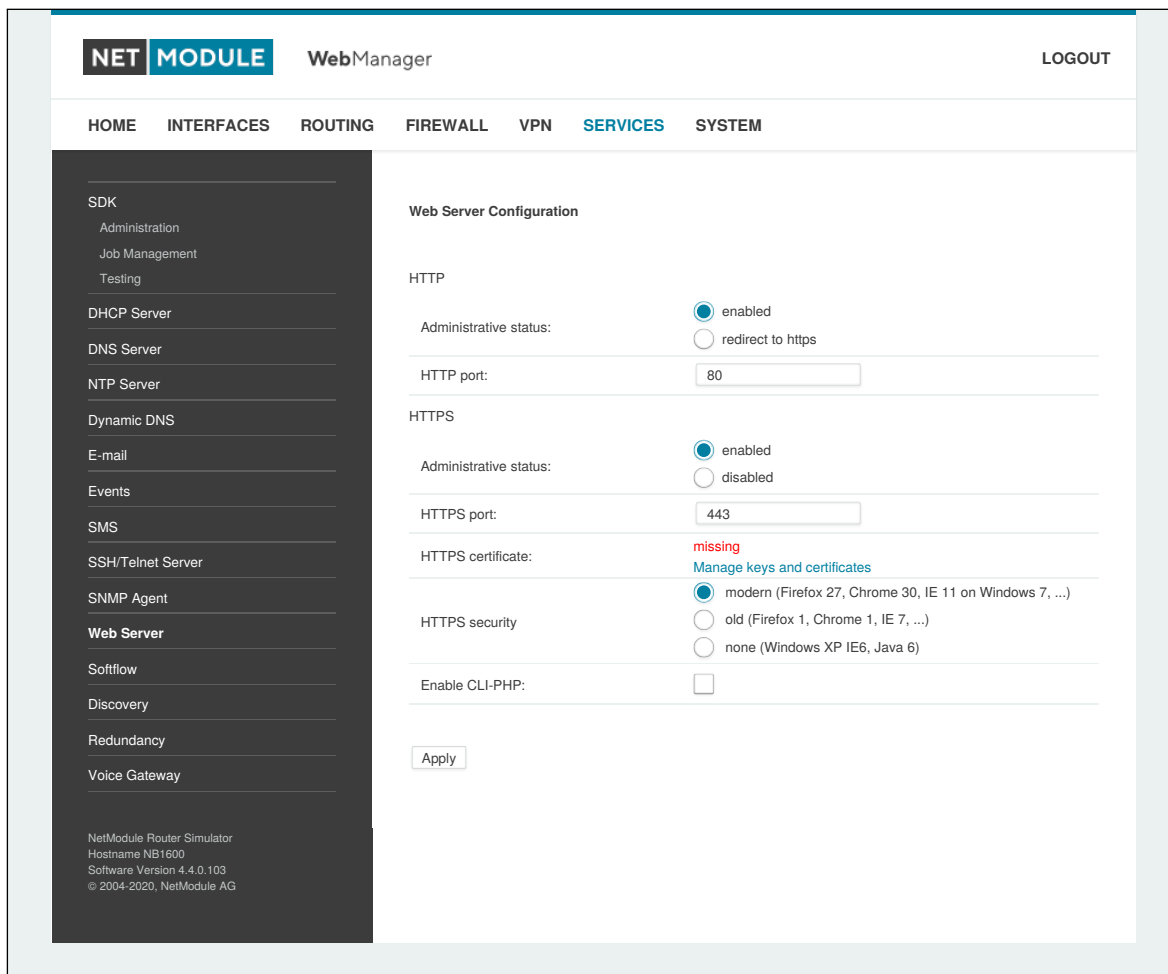 NET MODULE WebManager LOGOUT
HOME INTERFACES ROUTING FIREWALL VPN SERVICES SYSTEM
SDK
Administration
Job Management
Testing
DHCP Server
DNS Server
NTP Server
Dynamic DNS
E-mail
Events
SMS
SSH/Telnet Server
SNMP Agent
Web Server
Softflow
Discovery
Redundancy
Voice Gateway
NetModule Router Simulator
Hostname NB1600
Software Version 4.4.0.103
© 2004-2020, NetModule AG
Web Server Configuration
HTTP
Administrative status:
enabled
redirect to https
HTTP port: 80
HTTPS
Administrative status:
enabled
disabled
HTTPS port: 443
HTTPS certificate:
missing
Manage keys and certificates
HTTPS security
modern (Firefox 27, Chrome 30, IE 11 on Windows 7, ...)
old (Firefox 1, Chrome 1, IE 7, ...)
none (Windows XP IE6, Java 6)
Enable CLI-PHP:
Apply